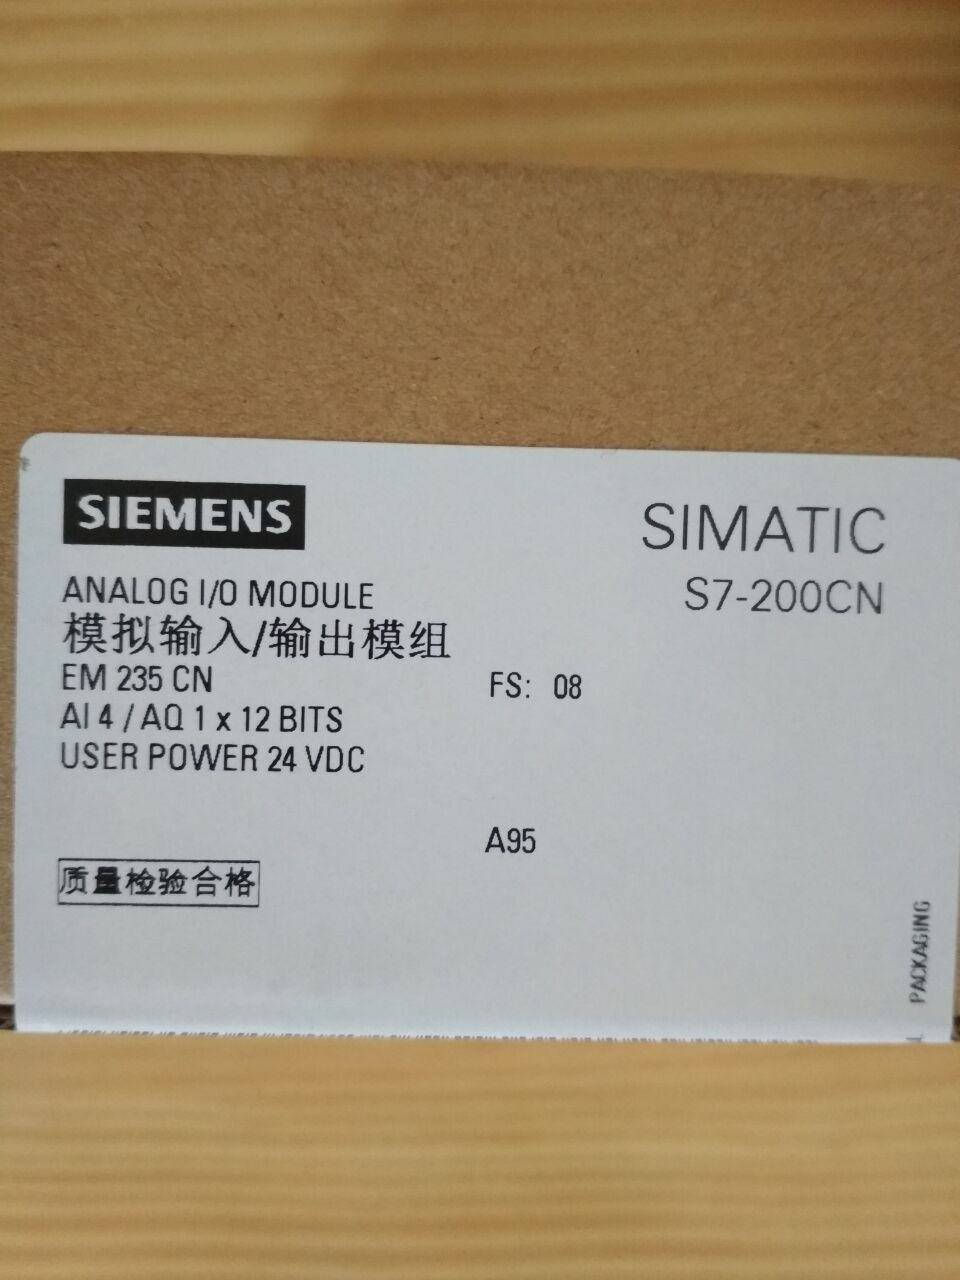 SIEMENS
SIMATIC
S7-200CN
ANALOG I/O MODULE
模拟输入/输出模组
EM 235 CN
FS: 08
AI 4 / AQ 1 x 12 BITS
USER POWER 24 VDC
A95
质量检验合格
PACKAGING